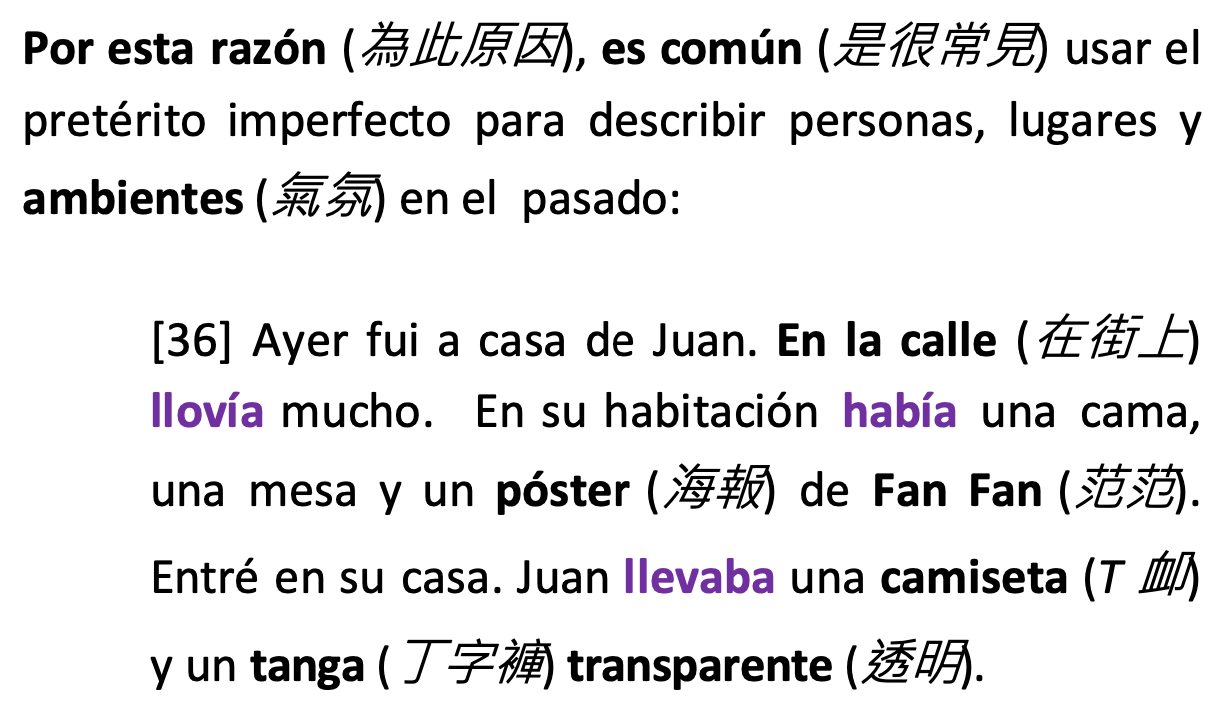 Por esta razón (為此原因), es común (是很常見) usar el
pretérito imperfecto para describir personas, lugares y
ambientes (氣氛) en el pasado:
[36] Ayer fui a casa de Juan. En la calle (在街上)
llovía mucho. En su habitación había una cama,
una mesa y un póster (海報) de Fan Fan (范范).
Entré en su casa. Juan llevaba una camiseta (T 卹)
y un tanga (丁字褲) transparente (透明).